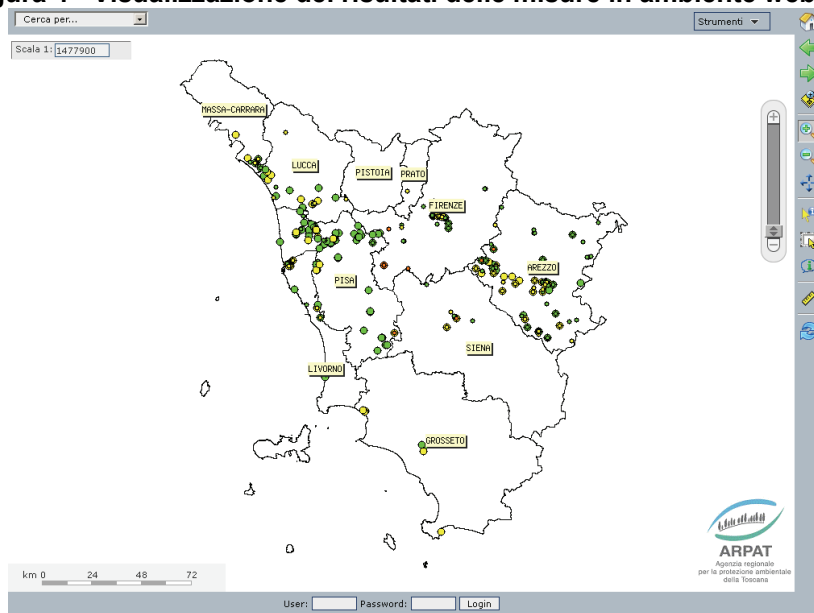 gura 4 - Visualizzazione dei risultati delle misure in ambiente web
Cerca per...
Strumenti
Scala 1: 1477900
MASSA-CARRARA
LUCCA
PISTOIA
PRATO
FIRENZE
AREZZO
PISA
SIENA
LIVORNO
GROSSETO
ARPAT
Agenzia regionale
per la protezione ambientale
della Toscana
km 0 24 48 72
User: Password: Login